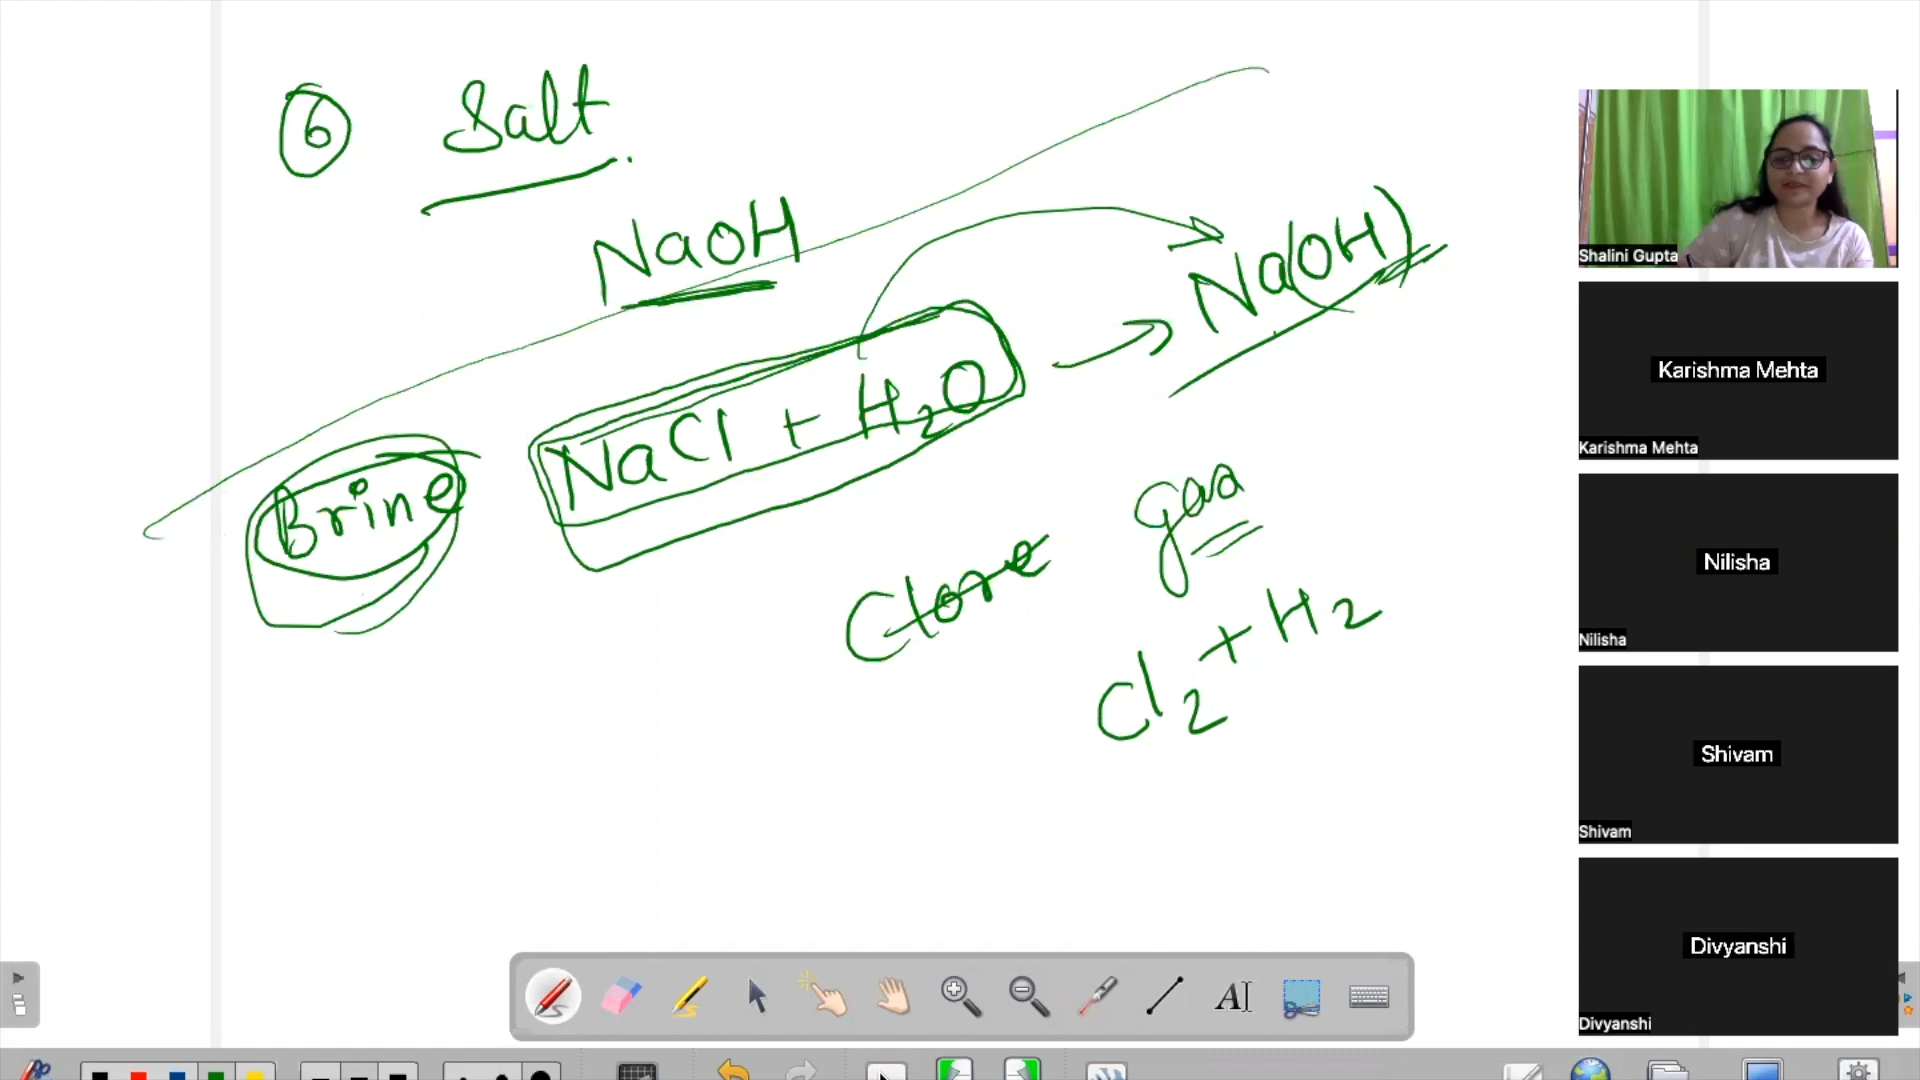 6 Salt
NaOH
NaCl + H2O → Na(OH)
Brine
gas
Clore
Cl2 + H2
Shalini Gupta
Karishma Mehta
Karishma Mehta
Nilisha
Nilisha
Shivam
Shivam
Divyanshi
Divyanshi